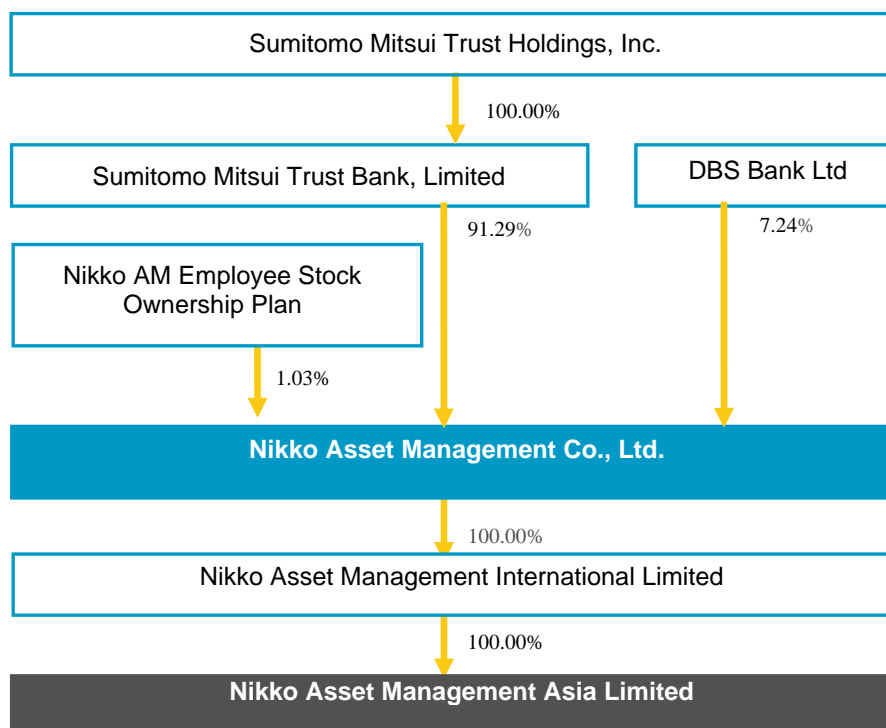 Sumitomo Mitsui Trust Holdings, Inc.
100.00%
Sumitomo Mitsui Trust Bank, Limited
DBS Bank Ltd
91.29%
7.24%
Nikko AM Employee Stock
Ownership Plan
1.03%
Nikko Asset Management Co., Ltd.
100.00%
Nikko Asset Management International Limited
100.00%
Nikko Asset Management Asia Limited